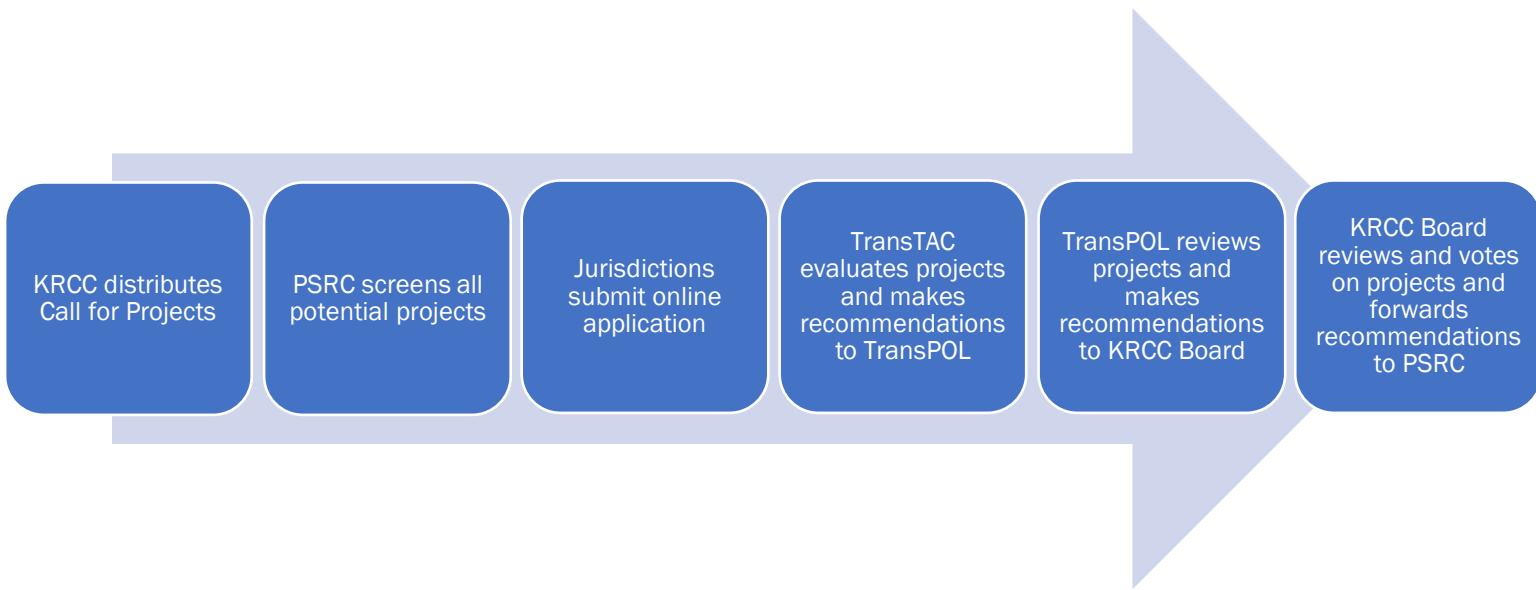 KRCC distributes
Call for Projects
PSRC screens all
potential projects
Jurisdictions
submit online
application
TransTAC
evaluates projects
and makes
recommendations
to TransPOL
TransPOL reviews
projects and
makes
recommendations
to KRCC Board
KRCC Board
reviews and votes
on projects and
forwards
recommendations
to PSRC